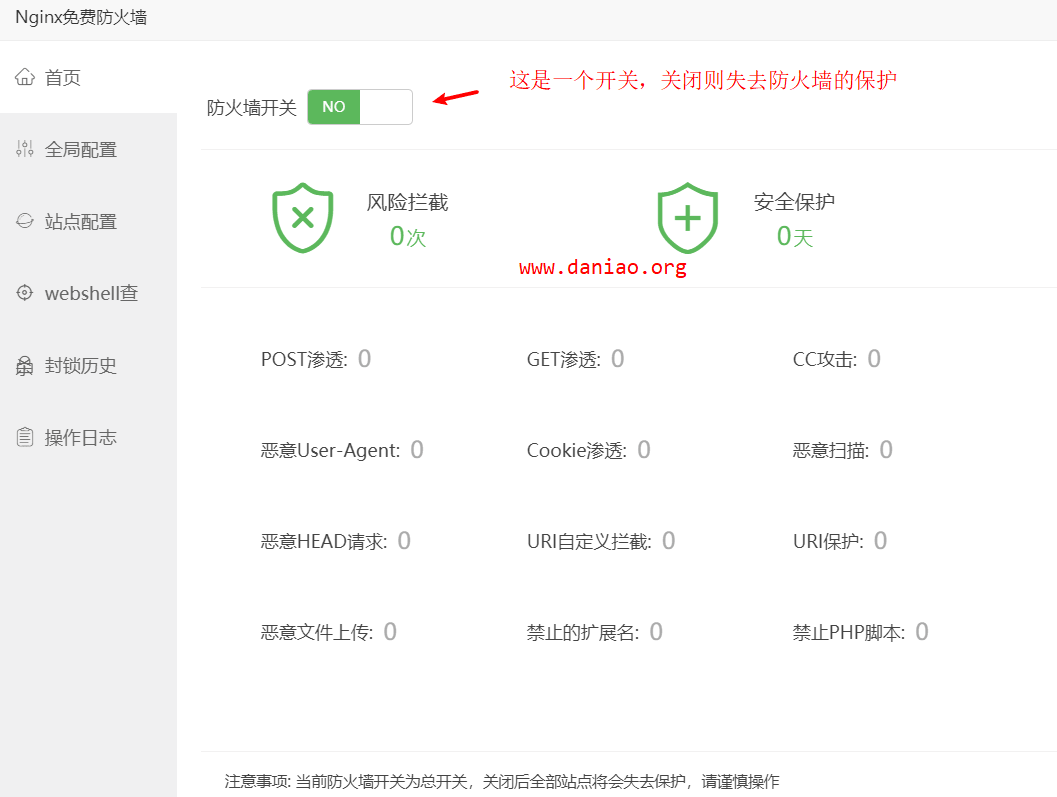 Nginx免费防火墙
首页
这是一个开关，关闭则失去防火墙的保护
防火墙开关 NO
全局配置
站点配置
webshell查
封锁历史
操作日志
风险拦截
0次
安全保护
0天
www.daniao.org
POST渗透: 0 GET渗透: 0 CC攻击: 0
恶意User-Agent: 0 Cookie渗透: 0 恶意扫描: 0
恶意HEAD请求: 0 URI自定义拦截: 0 URI保护: 0
恶意文件上传: 0 禁止的扩展名: 0 禁止PHP脚本: 0
注意事项: 当前防火墙开关为总开关，关闭后全部站点将会失去保护，请谨慎操作